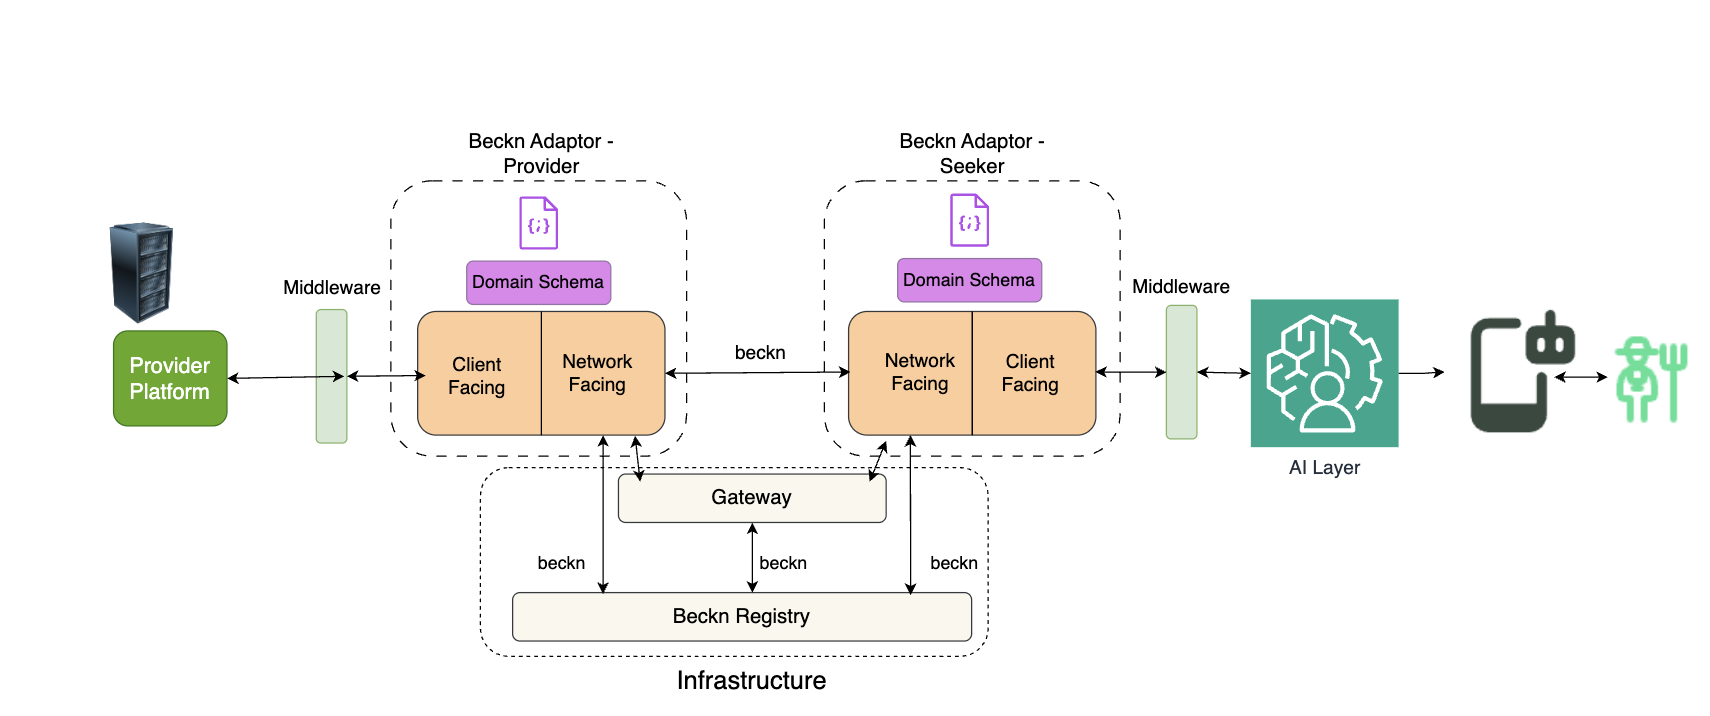 Beckn Adaptor -
Provider
Beckn Adaptor -
Seeker
{;}
{;}
Domain Schema
Domain Schema
Middleware
Middleware
Provider
Platform
Client
Facing
Network
Facing
beckn
Network
Facing
Client
Facing
AI Layer
Gateway
beckn
beckn
beckn
Beckn Registry
Infrastructure